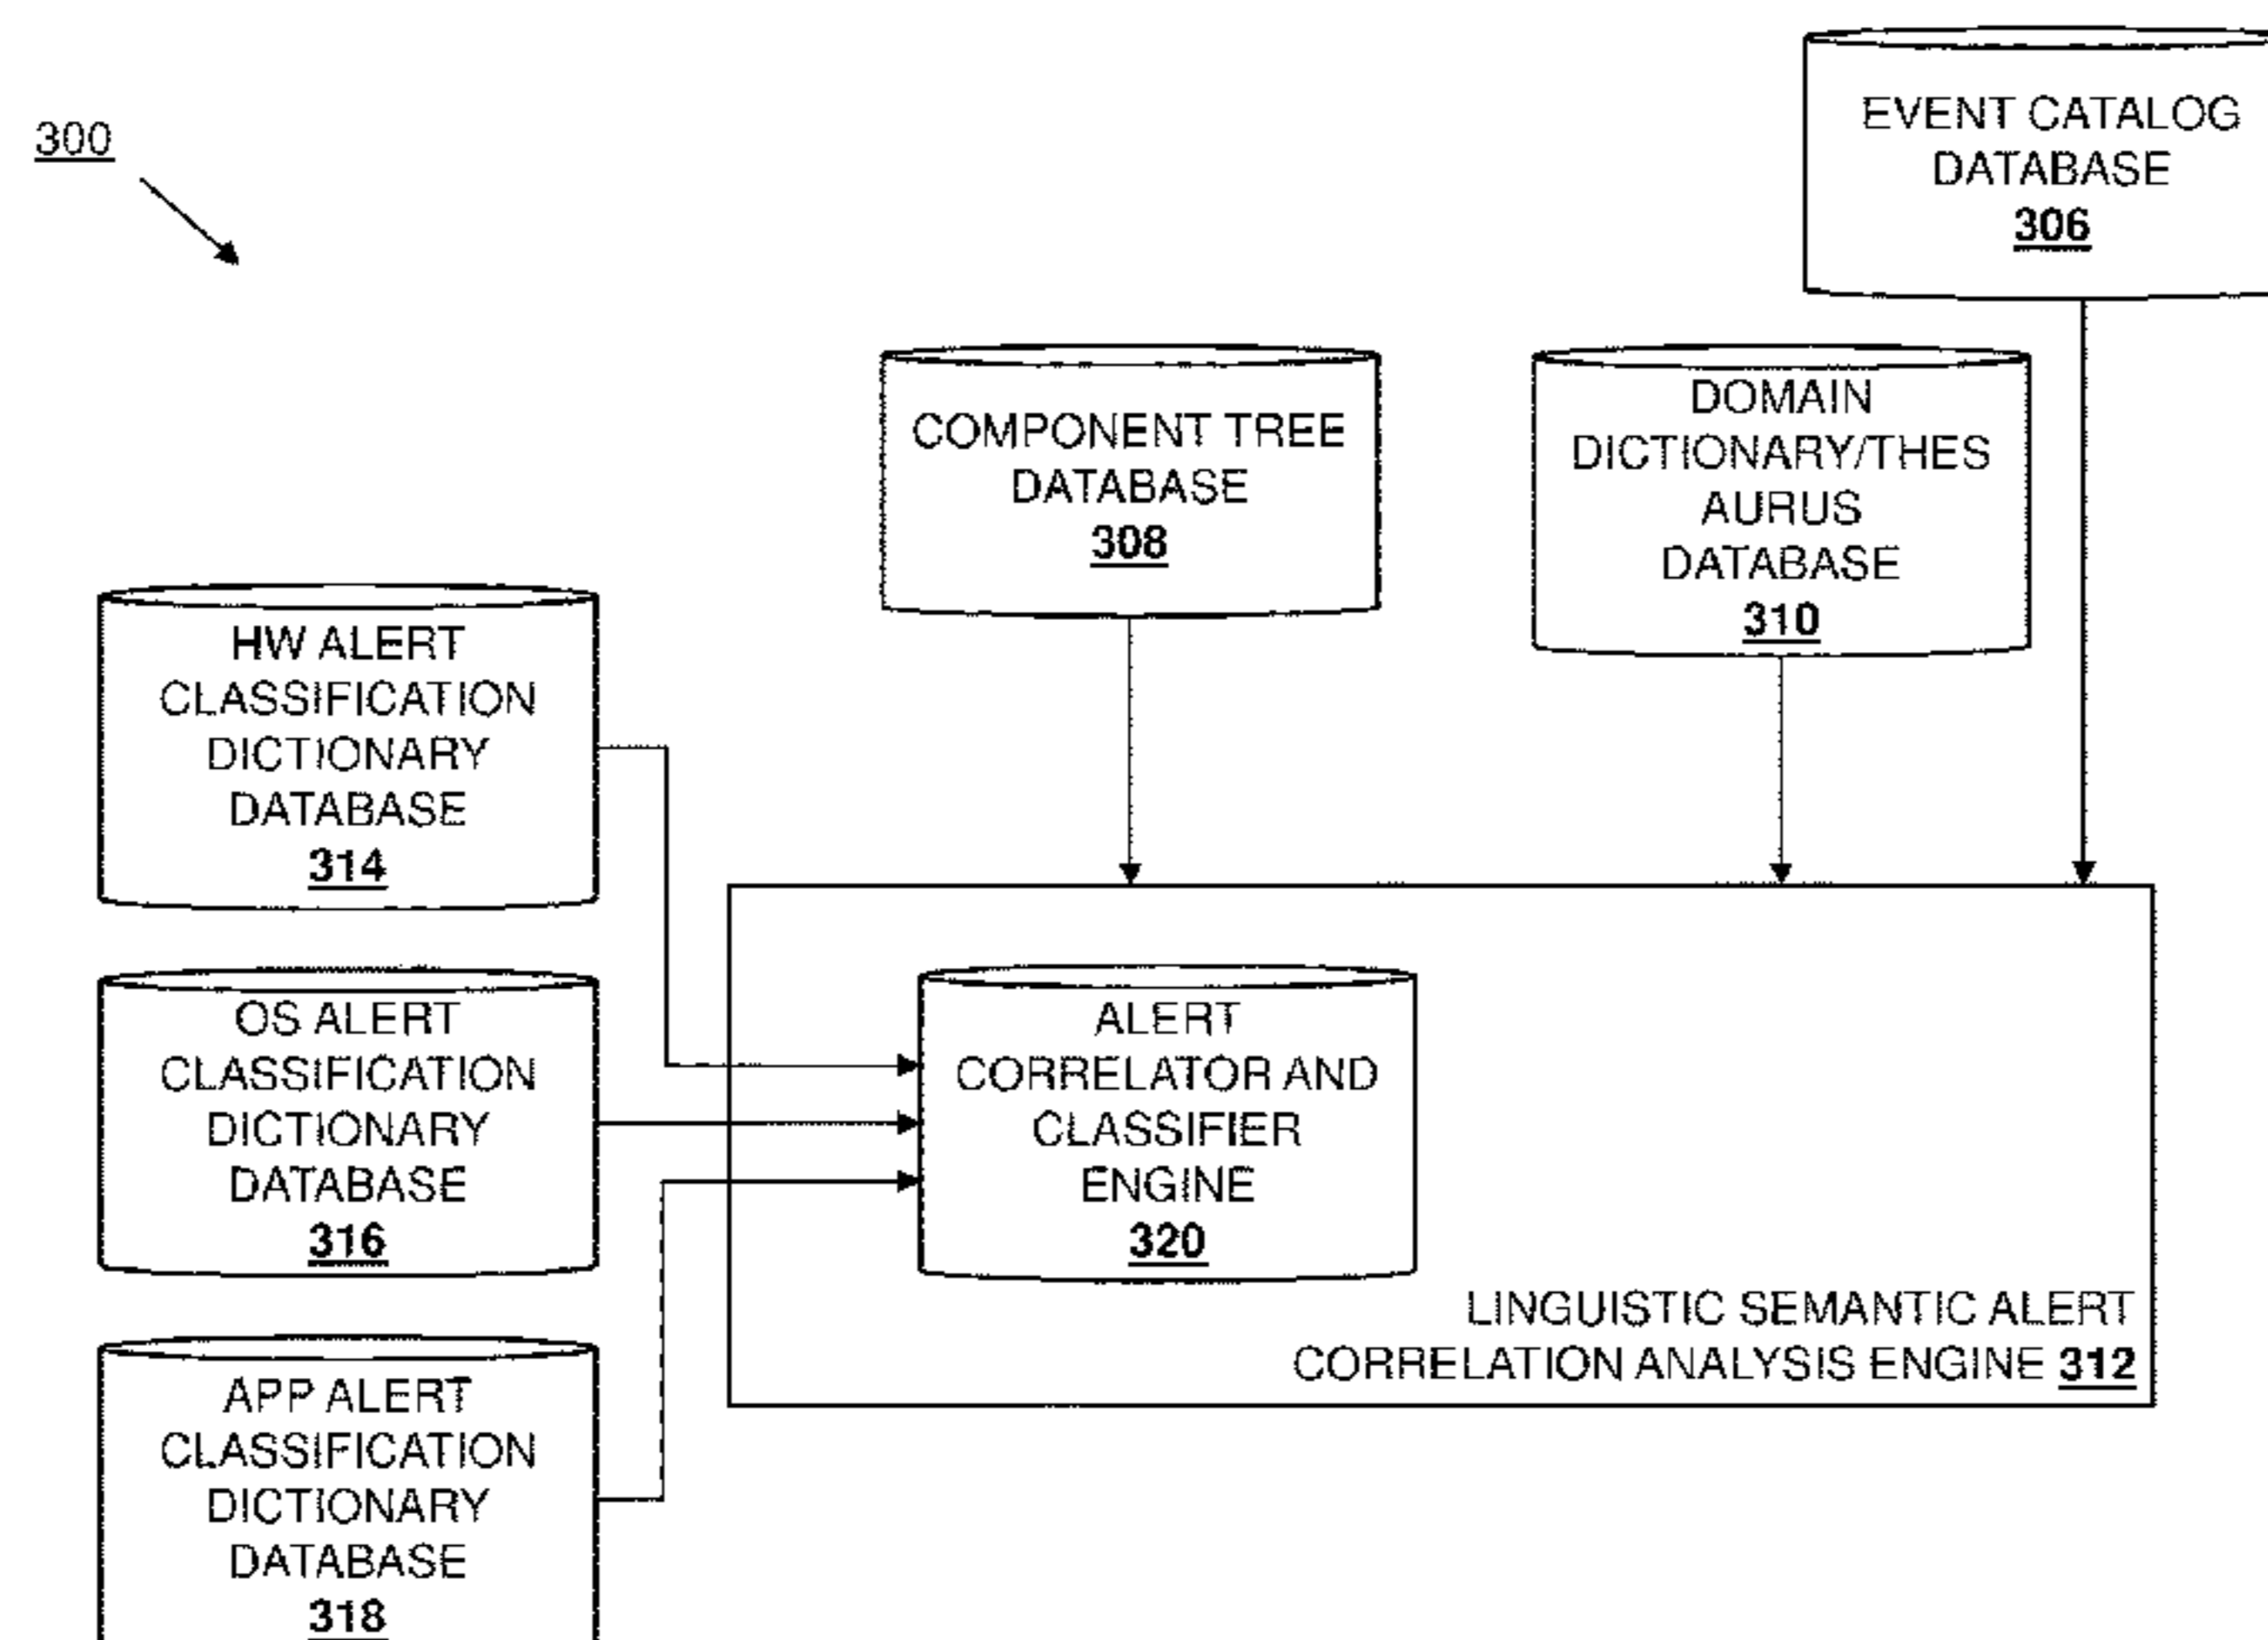 300
EVENT CATALOG
DATABASE
306
COMPONENT TREE
DATABASE
308
DOMAIN
DICTIONARY/THES
AURUS
DATABASE
310
HW ALERT
CLASSIFICATION
DICTIONARY
DATABASE
314
OS ALERT
CLASSIFICATION
DICTIONARY
DATABASE
316
APP ALERT
CLASSIFICATION
DICTIONARY
DATABASE
318
ALERT
CORRELATOR AND
CLASSIFIER
ENGINE
320
LINGUISTIC SEMANTIC ALERT
CORRELATION ANALYSIS ENGINE 312